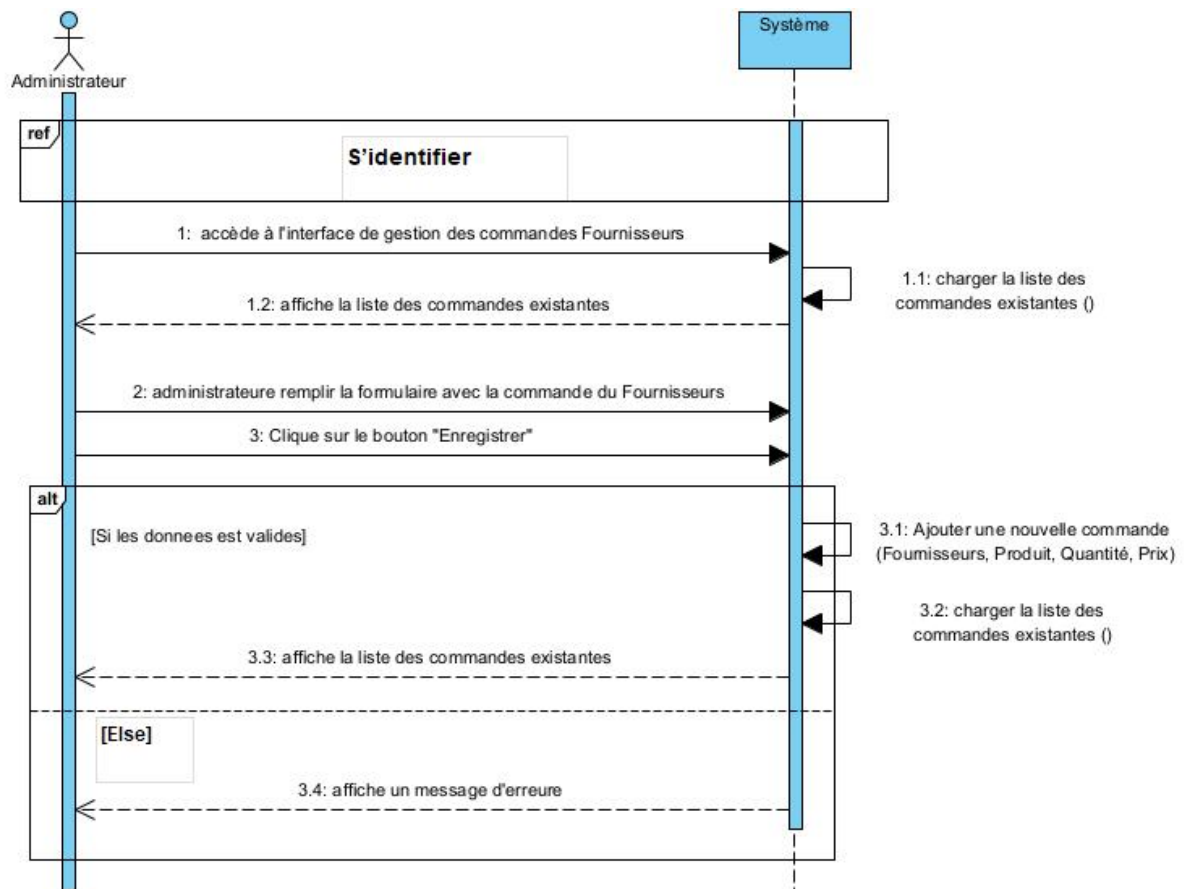 Système
Administrateur
ref
S'identifier
1: accède à l'interface de gestion des commandes Fournisseurs
1.1: charger la liste des
commandes existantes ()
1.2: affiche la liste des commandes existantes
2: administrateure remplir la formulaire avec la commande du Fournisseurs
3: Clique sur le bouton "Enregistrer"
alt
[Si les donnees est valides]
3.1: Ajouter une nouvelle commande
(Fournisseurs, Produit, Quantité, Prix)
3.2: charger la liste des
commandes existantes ()
3.3: affiche la liste des commandes existantes
[Else]
3.4: affiche un message d'erreure